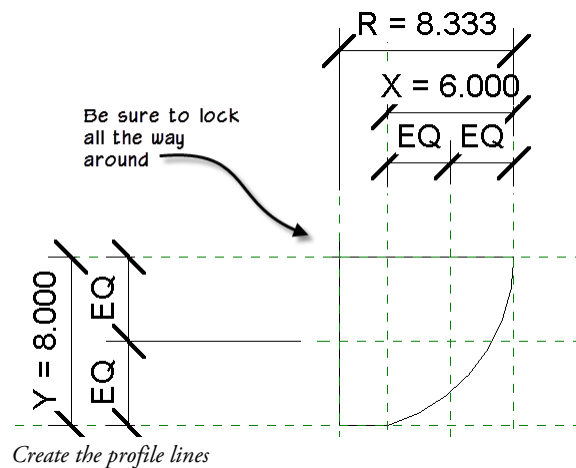 R = 8.333
X = 6.000
EQ EQ
Be sure to lock
all the way
around
Y = 8.000
EQ
EQ
Create the profile lines